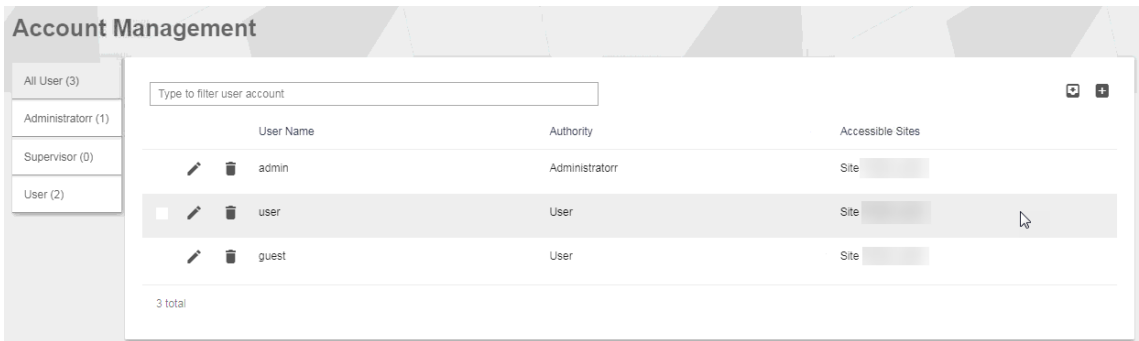 Account Management
All User (3)
Administratorr (1)
Supervisor (0)
User (2)
Type to filter user account
User Name Authority Accessible Sites
admin Administratorr Site
user User Site
guest User Site
3 total